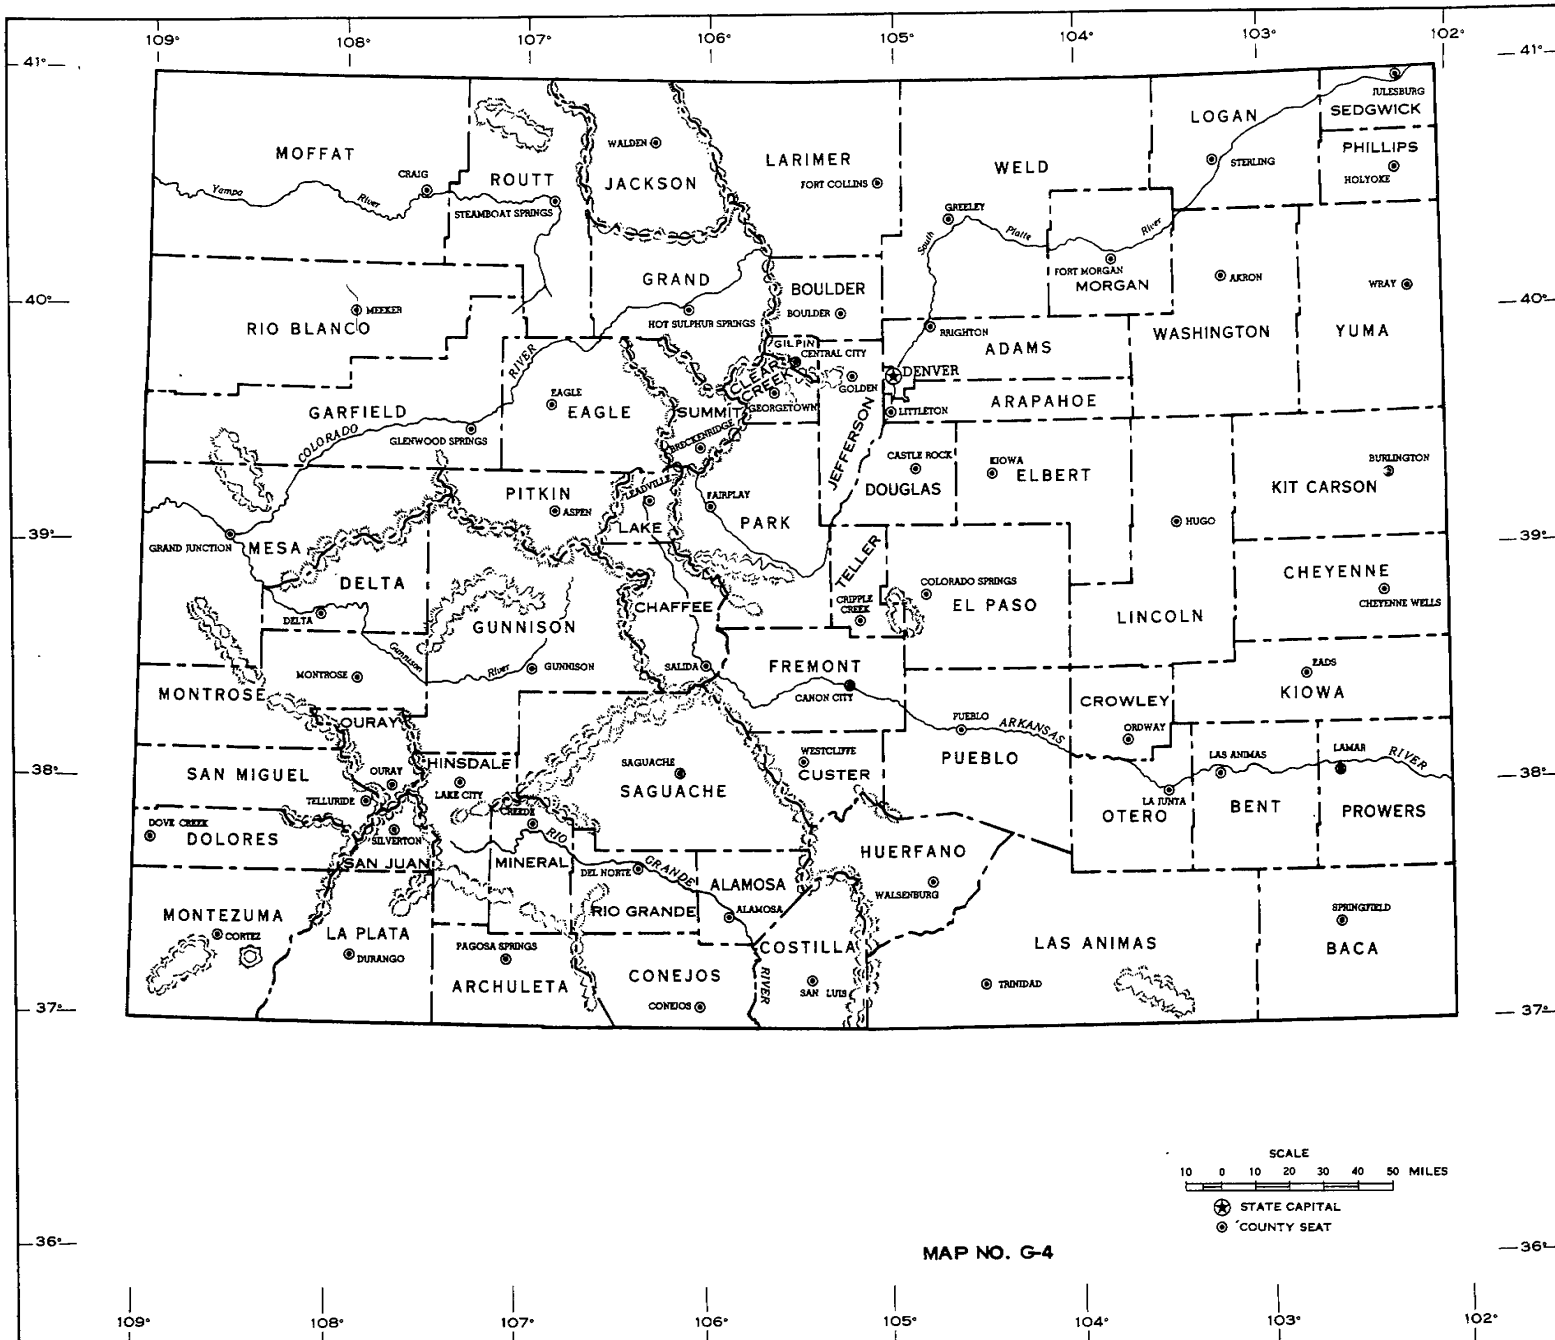 109° 108° 107° 106° 105° 104° 103° 102°
41° 41°
JULESBURG
LOGAN SEDGWICK
WALDEN
MOFFAT LARIMER PHILLIPS
STERLING
CRAIG ROUTT JACKSON FORT COLLINS WELD HOLYOKE
Yampa River
STEAMBOAT SPRINGS GREELEY
South Platte River
GRAND FORT MORGAN AKRON
BOULDER MORGAN WRAY
40° 40°
MEEKER BOULDER
RIO BLANCO HOT SULPHUR SPRINGS BRIGHTON WASHINGTON YUMA
GILPIN ADAMS
RIVER CENTRAL CITY
CLEAR CREEK DENVER
EAGLE GOLDEN
GARFIELD EAGLE SUMMIT GEORGETOWN LITTLETON ARAPAHOE
COLORADO GLENWOOD SPRINGS BRECKENRIDGE JEFFERSON
CASTLE ROCK KIOWA BURLINGTON
PITKIN LEADVILLE FAIRPLAY DOUGLAS ELBERT KIT CARSON
ASPEN LAKE PARK HUGO
39° 39°
GRAND JUNCTION MESA
TELLER
DELTA COLORADO SPRINGS CHEYENNE
CHAFFEE CRIPPLE CREEK EL PASO CHEYENNE WELLS
DELTA GUNNISON LINCOLN
Gunnison River
MONTROSE GUNNISON SALIDA FREMONT EADS
MONTROSE CANON CITY CROWLEY KIOWA
OURAY PUEBLO ARKANSAS ORDWAY
HINSDALE WESTCLIFFE PUEBLO LAS ANIMAS LAMAR RIVER
SAN MIGUEL OURAY SAGUACHE CUSTER
38° 38°
LAKE CITY SAGUACHE LA JUNTA
TELLURIDE CREEDE OTERO BENT PROWERS
DOVE CREEK
DOLORES SILVERTON RIO GRANDE HUERFANO
SAN JUAN MINERAL
DEL NORTE ALAMOSA
WALSENBURG
MONTEZUMA RIO GRANDE ALAMOSA SPRINGFIELD
CORTEZ LA PLATA PAGOSA SPRINGS COSTILLA LAS ANIMAS BACA
DURANGO CONEJOS
ARCHULETA RIVER SAN LUIS TRINIDAD
CONEJOS
37° 37°
SCALE
10 0 10 20 30 40 50 MILES
STATE CAPITAL
COUNTY SEAT
36° 36°
MAP NO. G-4
109° 108° 107° 106° 105° 104° 103° 102°